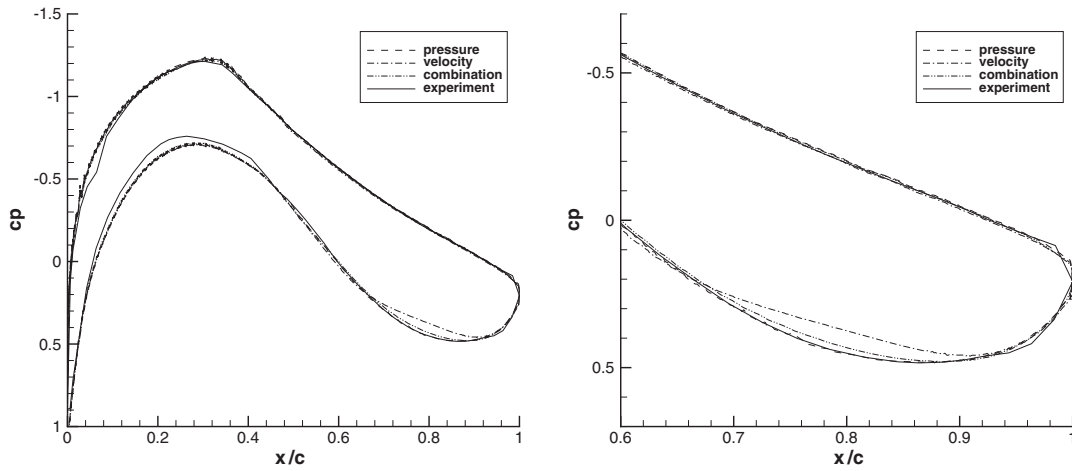 -1.5
-1
-0.5
0
0.5
1
cp
0
0.2
0.4
0.6
0.8
1
x/c
pressure
velocity
combination
experiment
-0.5
0
0.5
cp
0.6
0.7
0.8
0.9
1
x/c
pressure
velocity
combination
experiment